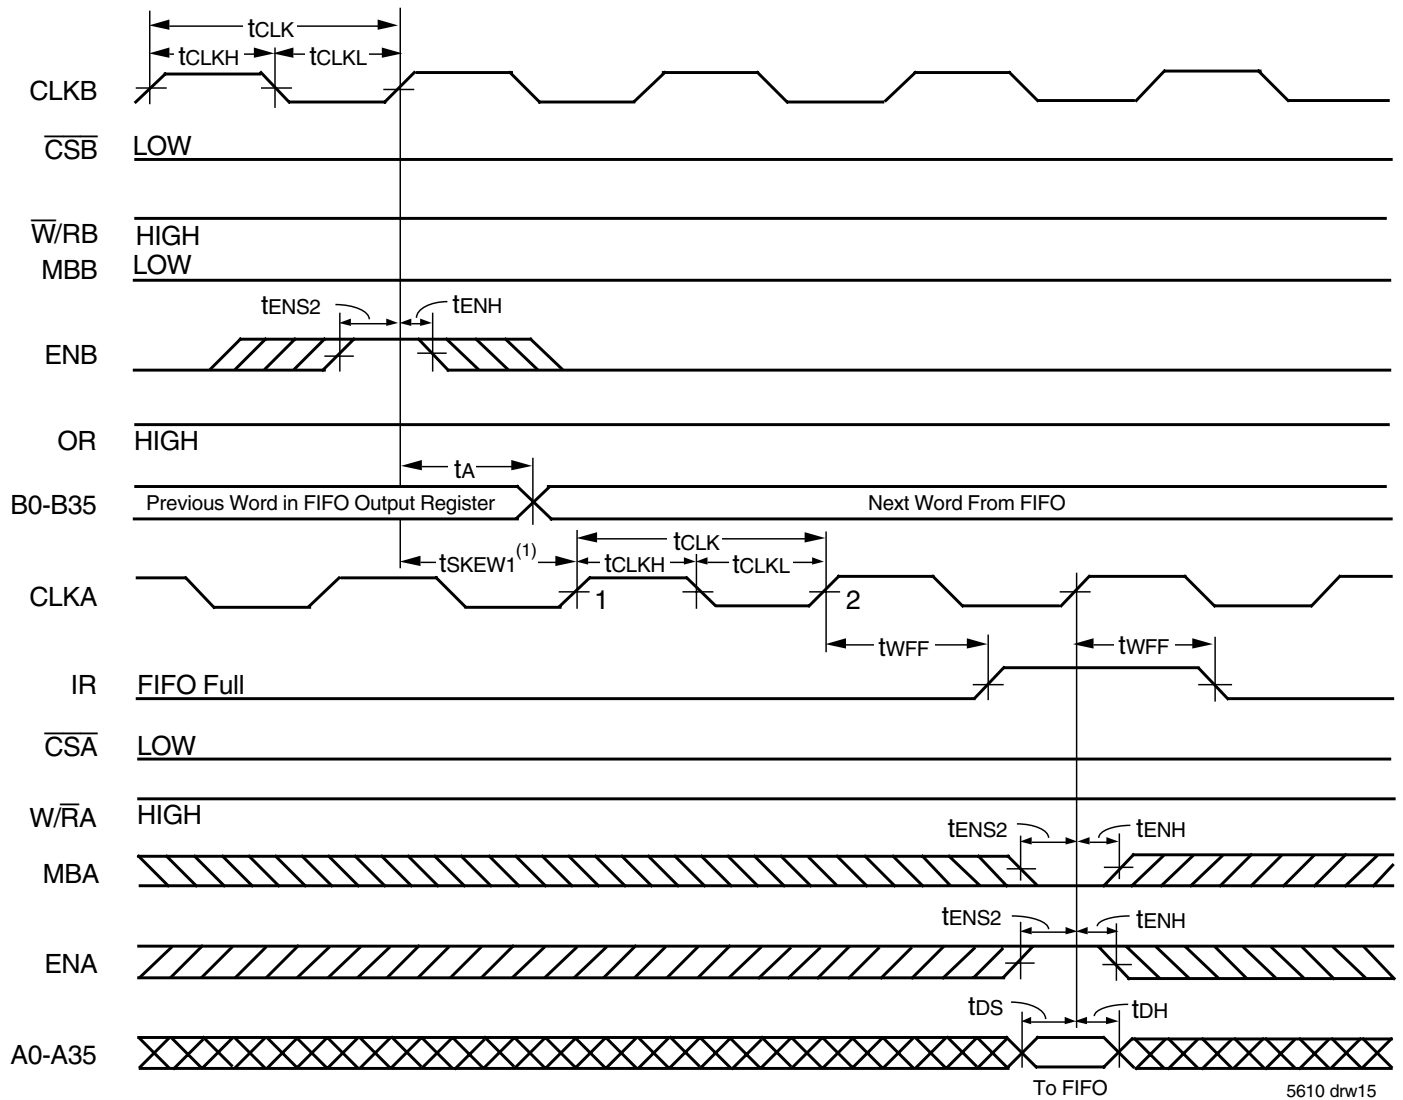 tCLK
tCLKH tCLKL
CLKB
CSB LOW
W/RB HIGH
MBB LOW
tENS2 tENH
ENB
OR HIGH
tA
B0-B35 Previous Word in FIFO Output Register Next Word From FIFO
tCLK
tSKEW1(1) tCLKH tCLKL
CLKA 1 2
tWFF tWFF
IR FIFO Full
CSA LOW
W/RA HIGH
tENS2 tENH
MBA
tENS2 tENH
ENA
tDS tDH
A0-A35
To FIFO
5610 drw15